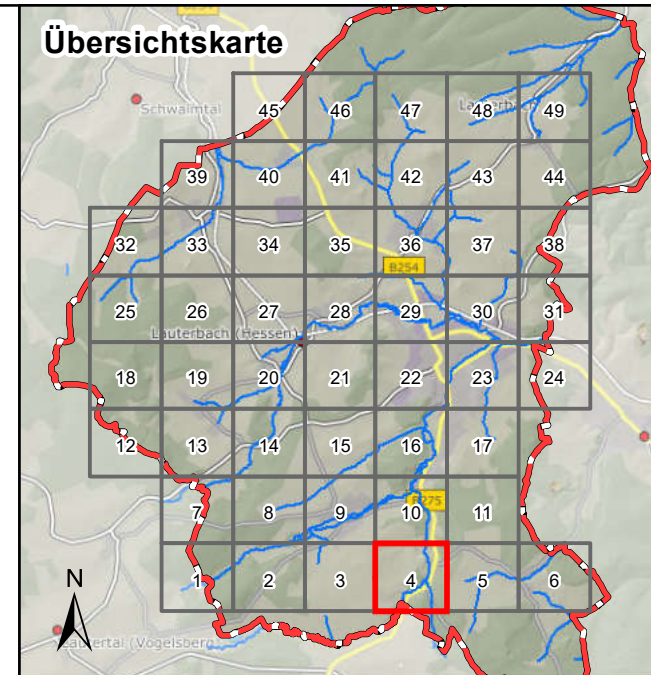 Übersichtskarte
Schwalmtal
45 46 47 48 49
39 40 41 42 43 44
32 33 34 35 36 37 38
B254
25 26 27 28 29 30 31
Lauterbach (Hessen)
18 19 20 21 22 23 24
12 13 14 15 16 17
7 8 9 10 11
B275
1 2 3 4 5 6
N
Lautertal (Vogelsberg)